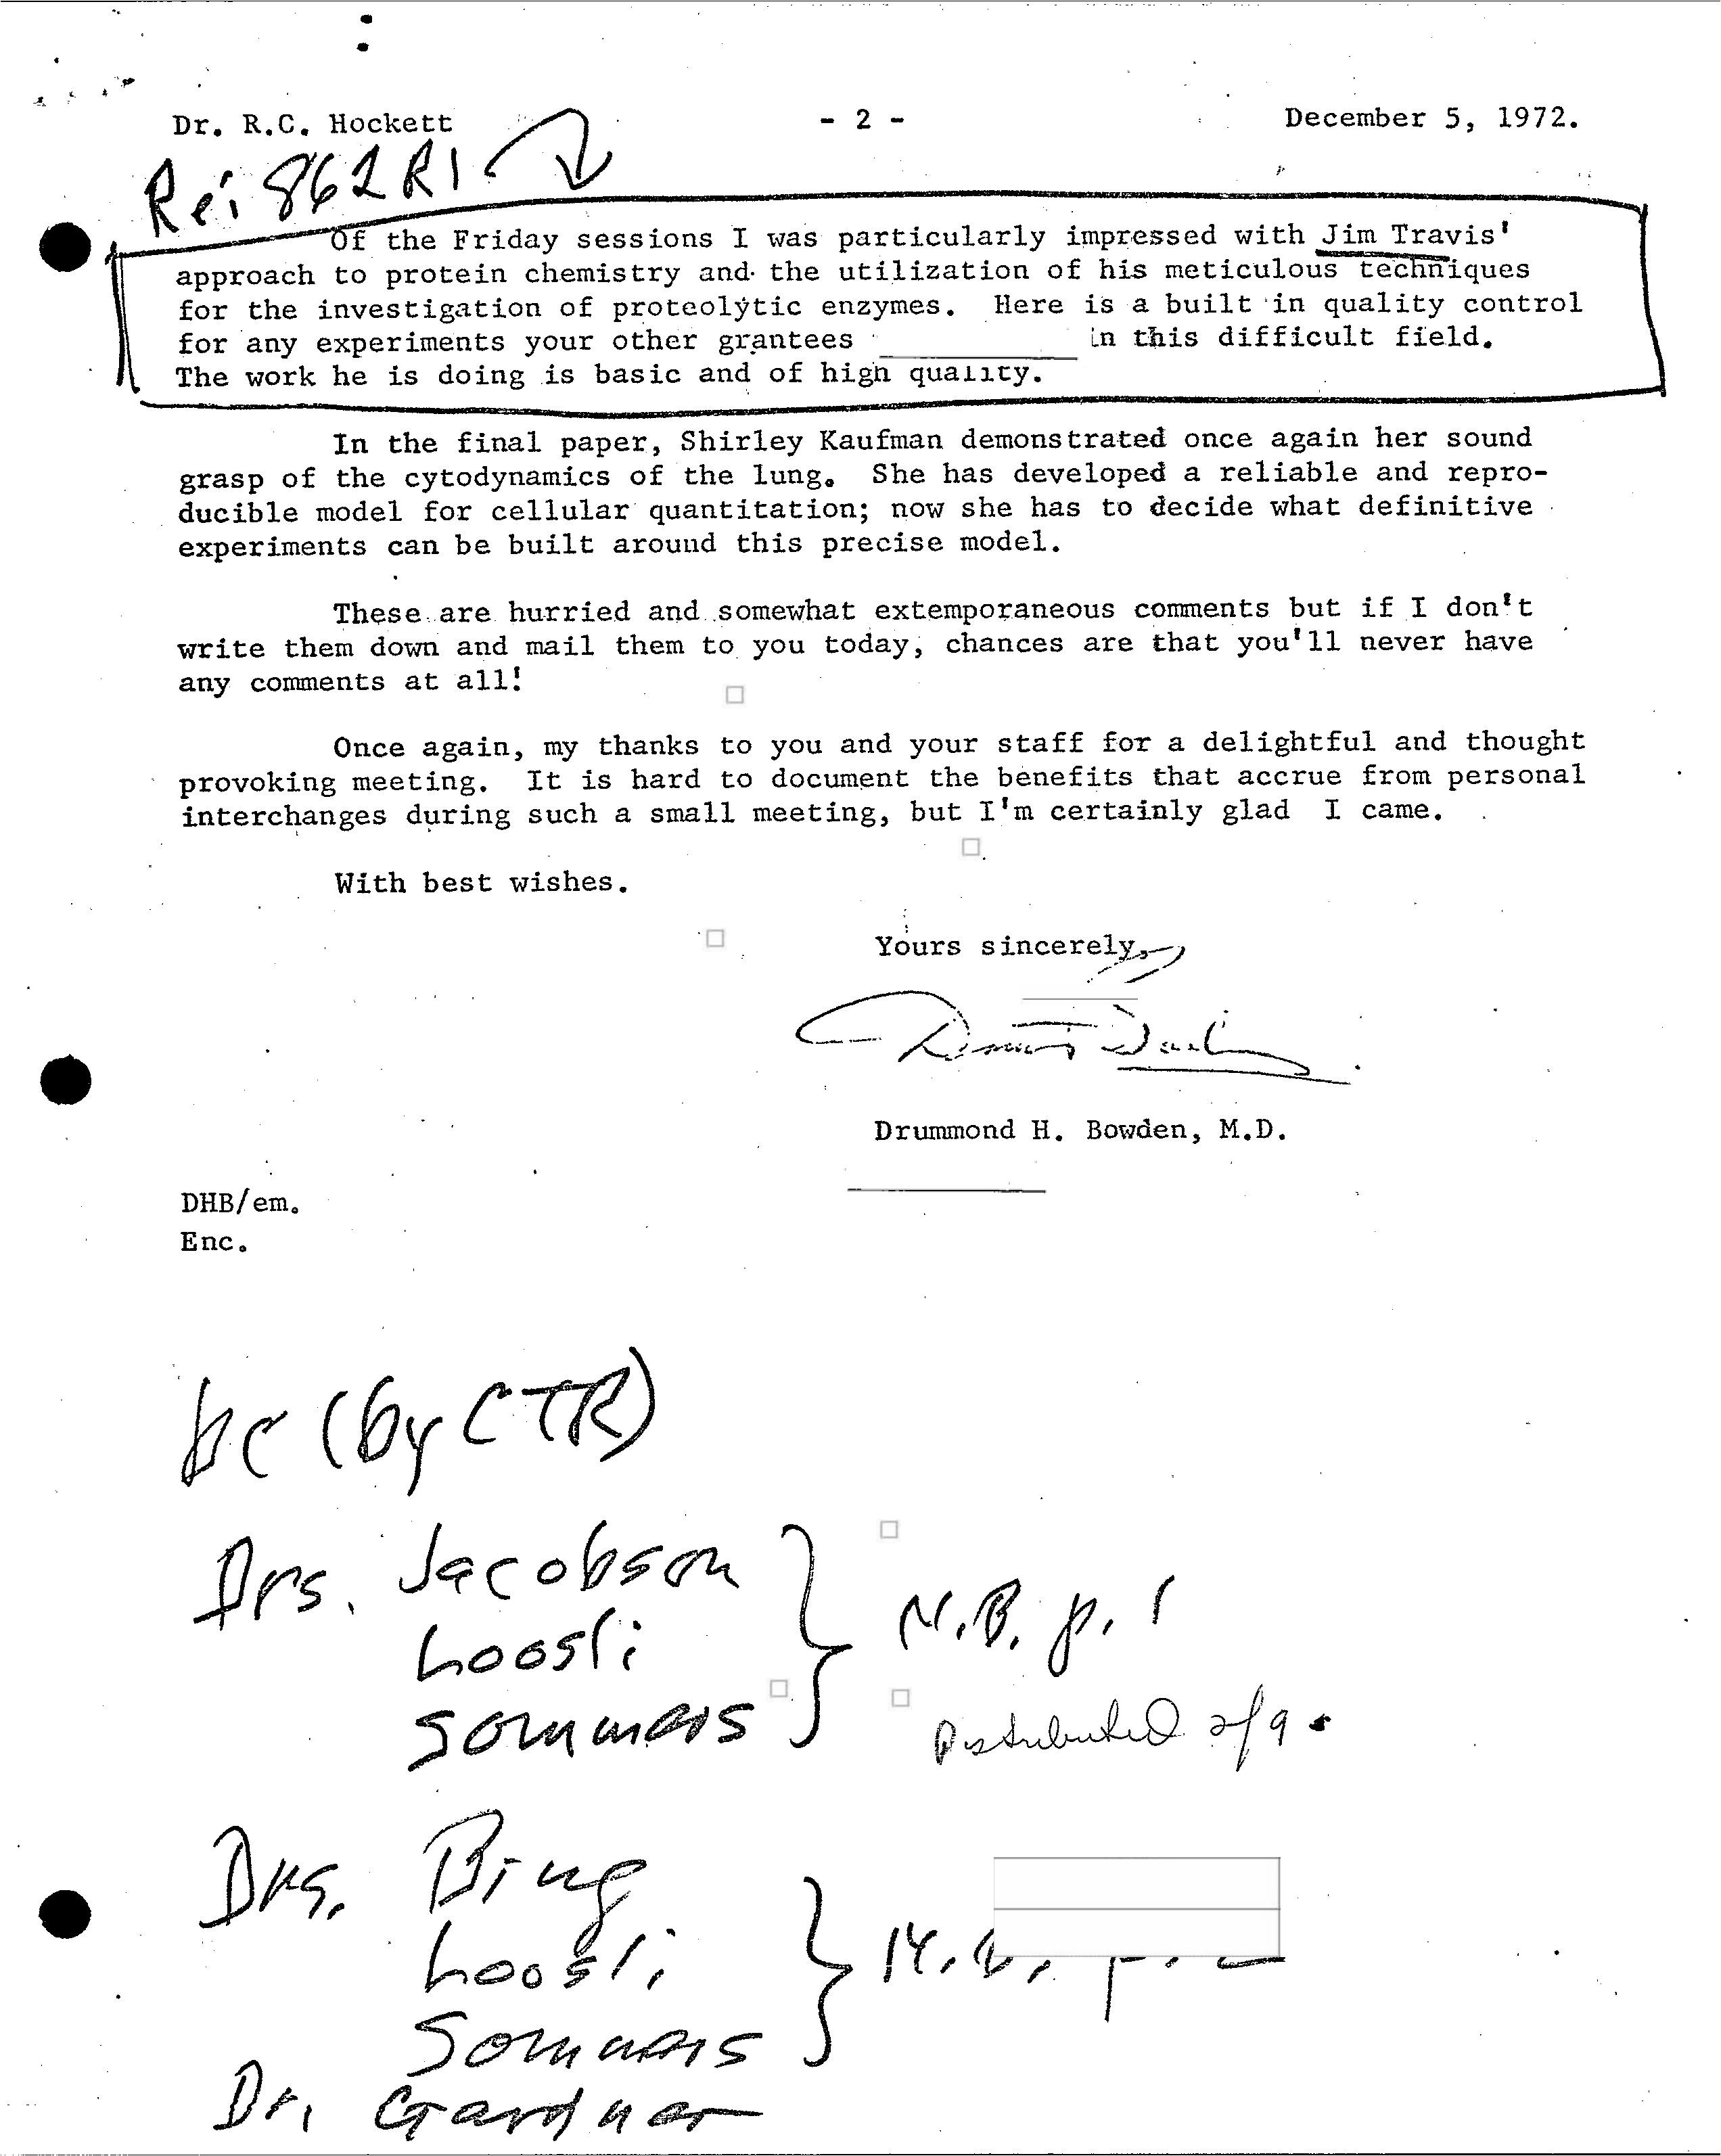 Dr. R.C. Hockett - 2 - December 5, 1972.
Re: 862 R1
Of the Friday sessions I was particularly impressed with Jim Travis'
approach to protein chemistry and the utilization of his meticulous techniques
for the investigation of proteolytic enzymes. Here is a built in quality control
for any experiments your other grantees in this difficult field.
The work he is doing is basic and of high quality.
In the final paper, Shirley Kaufman demonstrated once again her sound
grasp of the cytodynamics of the lung. She has developed a reliable and repro-
ducible model for cellular quantitation; now she has to decide what definitive
experiments can be built around this precise model.
These are hurried and somewhat extemporaneous comments but if I don't
write them down and mail them to you today, chances are that you'll never have
any comments at all!
Once again, my thanks to you and your staff for a delightful and thought
provoking meeting. It is hard to document the benefits that accrue from personal
interchanges during such a small meeting, but I'm certainly glad I came.
With best wishes.
Yours sincerely,
Drummond H. Bowden, M.D.
DHB/em.
Enc.
bc (by CTR)
Drs. Jacobson
Loosli
Sommers
N.B. p. 1
Distributed 2/9
Drs. Bing
Loosli
Sommers
Dr. Gardner